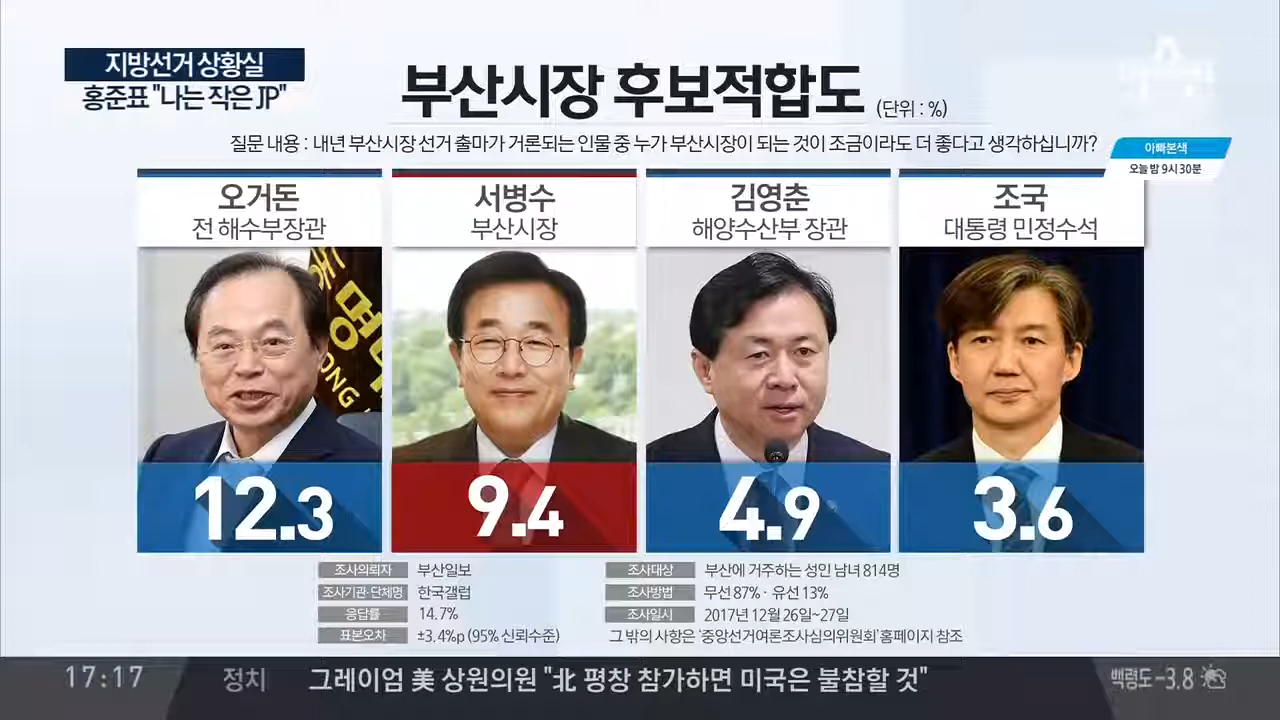 지방선거 상황실
홍준표 "나는 작은 JP"
부산시장 후보적합도 (단위 : %)
질문 내용 : 내년 부산시장 선거 출마가 거론되는 인물 중 누가 부산시장이 되는 것이 조금이라도 더 좋다고 생각하십니까?
아빠본색
오늘 밤 9시 30분
오거돈
전 해수부장관
12.3
서병수
부산시장
9.4
김영춘
해양수산부 장관
4.9
조국
대통령 민정수석
3.6
조사의뢰자 부산일보
조사기관·단체명 한국갤럽
응답률 14.7%
표본오차 ±3.4%p (95% 신뢰수준)
조사대상 부산에 거주하는 성인 남녀 814명
조사방법 무선 87%· 유선 13%
조사일시 2017년 12월 26일~27일
그 밖의 사항은 '중앙선거여론조사심의위원회'홈페이지 참조
17:17 정치 그레이엄 美 상원의원 "北 평창 참가하면 미국은 불참할 것" 백령도 -3.8